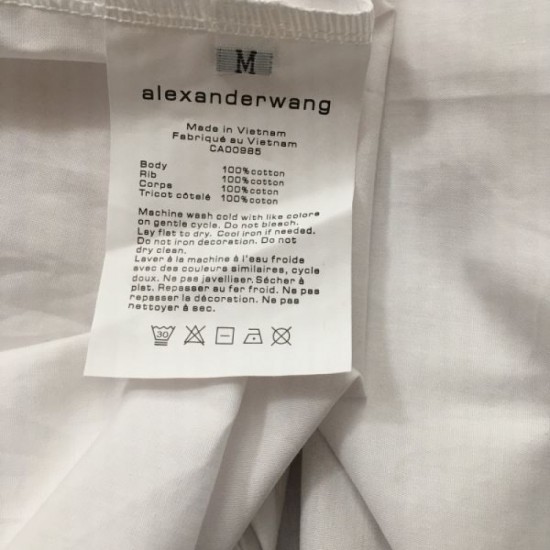 M
alexanderwang
Made in Vietnam
Fabriqué su Vietnam
CA00985
Body 100%cotton
Rib 100%cotton
Corps 100%coton
Tricot côtelé 100%coton
Machine wash cold with like colors
on gentle cycle. Do not bleach.
Lay flat to dry. Cool iron if needed.
Do not iron decoration. Do not
dry clean.
Laver à la machine à l'eau froide
avec des couleurs similaires, cycle
doux. Ne pas javelliser. Sécher à
plat. Repasser au fer froid. Ne pas
repasser la décoration. Ne pas
nettoyer à sec.
30